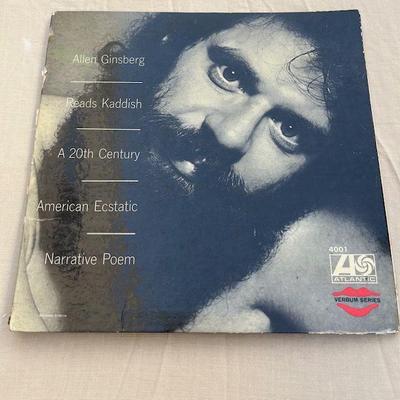 Allen Ginsberg
Reads Kaddish
A 20th Century
American Ecstatic
Narrative Poem
4001
ATLANTIC
VERBUM SERIES